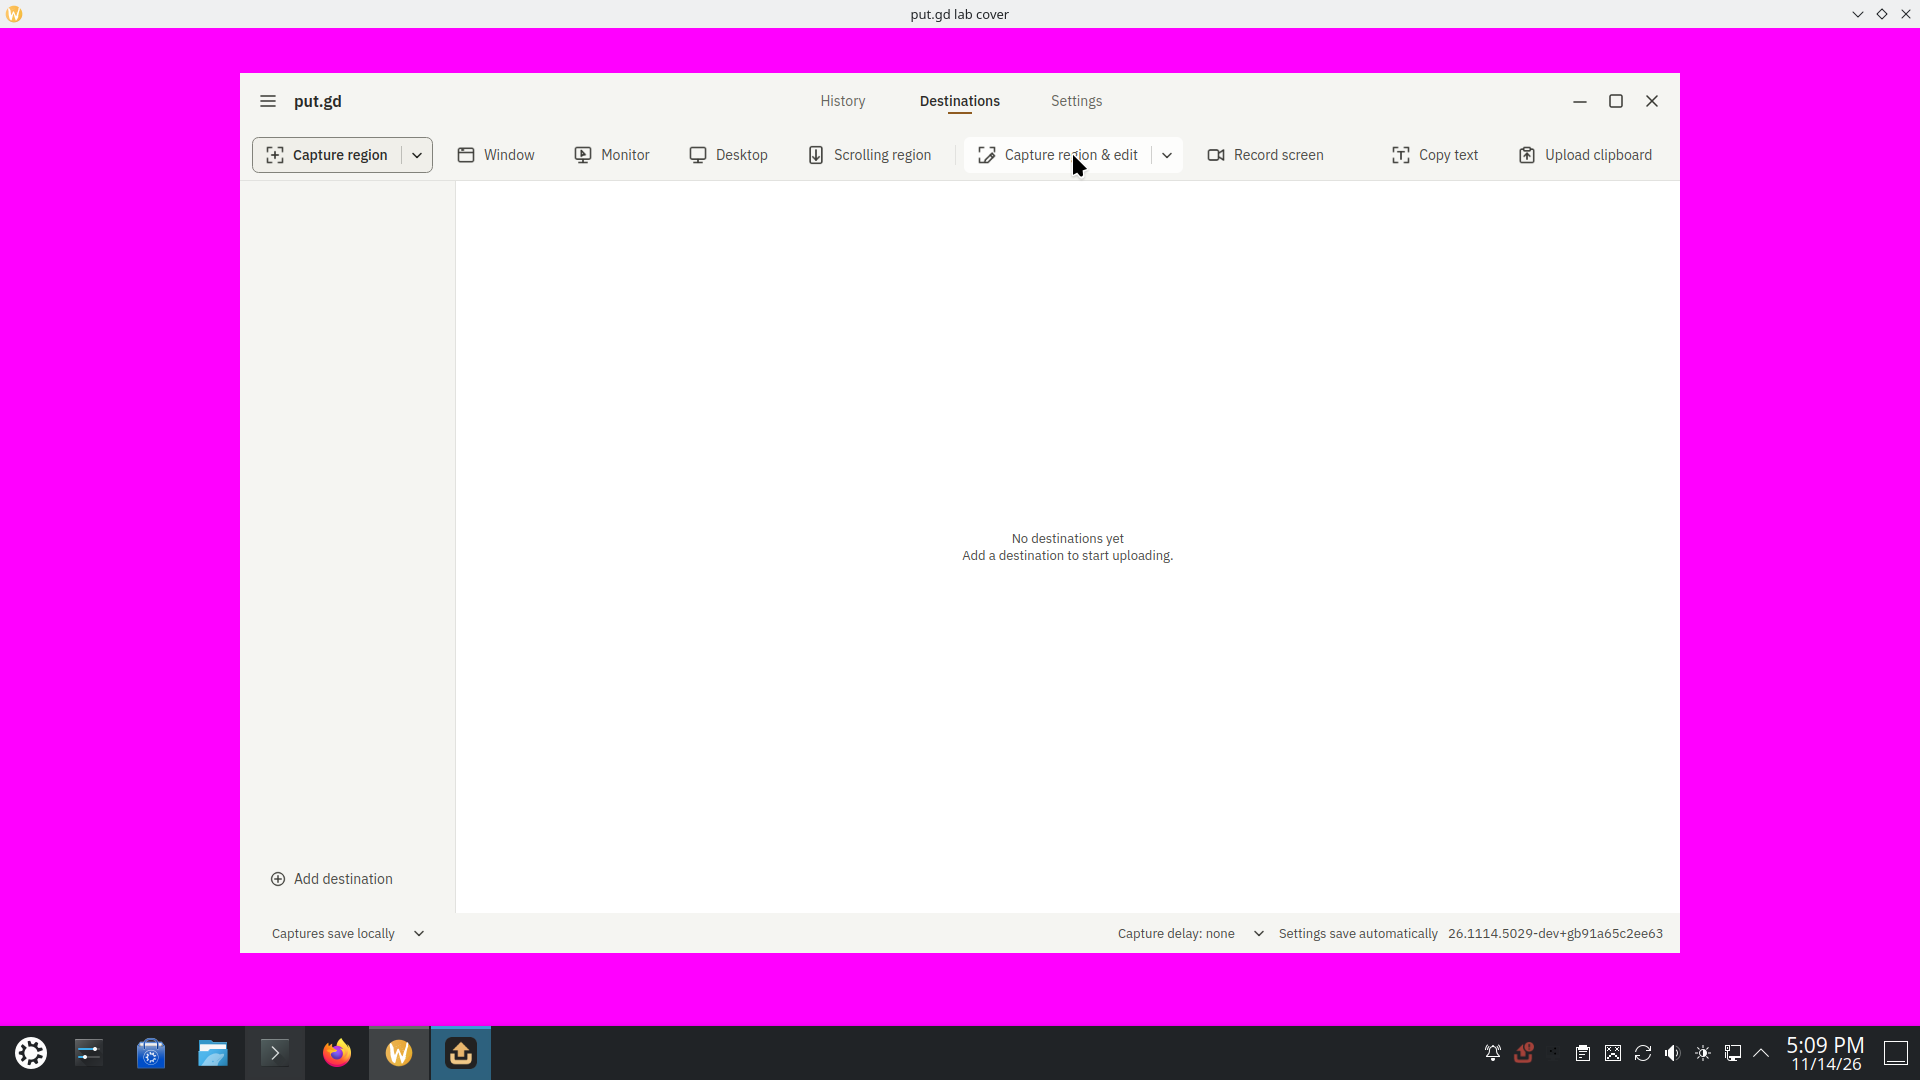 put.gd lab cover
put.gd
History
Destinations
Settings
Capture region
Window
Monitor
Desktop
Scrolling region
Capture region & edit
Record screen
Copy text
Upload clipboard
No destinations yet
Add a destination to start uploading.
Add destination
Captures save locally
Capture delay: none
Settings save automatically
26.1114.5029-dev+gb91a65c2ee63
5:09 PM
11/14/26